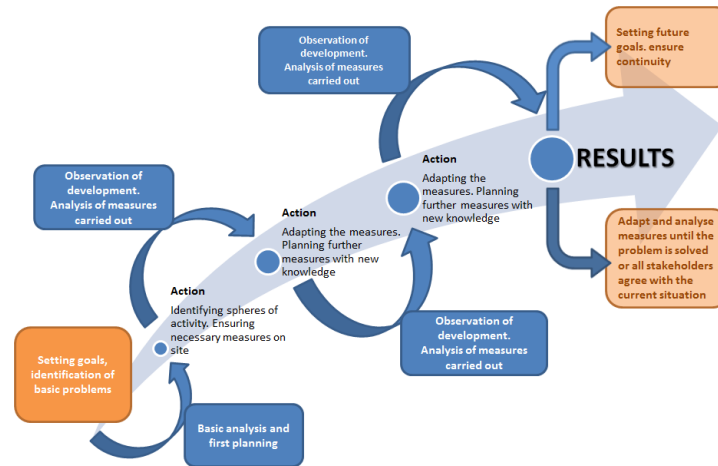 Setting goals,
identification of
basic problems
Basic analysis and
first planning
Action
Identifying spheres of
activity. Ensuring
necessary measures on
site
Observation of
development.
Analysis of measures
carried out
Action
Adapting the measures.
Planning further
measures with new
knowledge
Observation of
development.
Analysis of measures
carried out
Action
Adapting the
measures. Planning
further measures with
new knowledge
Observation of
development.
Analysis of measures
carried out
RESULTS
Setting future
goals. ensure
continuity
Adapt and analyse
measures until the
problem is solved
or all stakeholders
agree with the
current situation